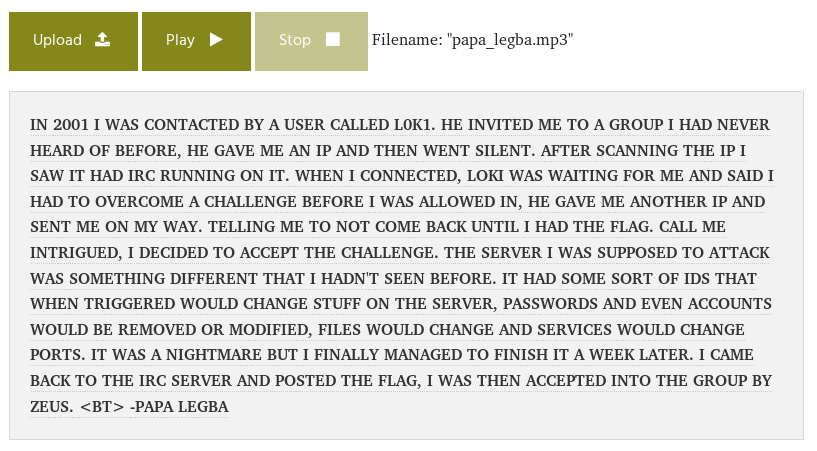 Upload Play Stop Filename: "papa_legba.mp3"
IN 2001 I WAS CONTACTED BY A USER CALLED L0K1. HE INVITED ME TO A GROUP I HAD NEVER
HEARD OF BEFORE, HE GAVE ME AN IP AND THEN WENT SILENT. AFTER SCANNING THE IP I
SAW IT HAD IRC RUNNING ON IT. WHEN I CONNECTED, LOKI WAS WAITING FOR ME AND SAID I
HAD TO OVERCOME A CHALLENGE BEFORE I WAS ALLOWED IN, HE GAVE ME ANOTHER IP AND
SENT ME ON MY WAY. TELLING ME TO NOT COME BACK UNTIL I HAD THE FLAG. CALL ME
INTRIGUED, I DECIDED TO ACCEPT THE CHALLENGE. THE SERVER I WAS SUPPOSED TO ATTACK
WAS SOMETHING DIFFERENT THAT I HADN'T SEEN BEFORE. IT HAD SOME SORT OF IDS THAT
WHEN TRIGGERED WOULD CHANGE STUFF ON THE SERVER, PASSWORDS AND EVEN ACCOUNTS
WOULD BE REMOVED OR MODIFIED, FILES WOULD CHANGE AND SERVICES WOULD CHANGE
PORTS. IT WAS A NIGHTMARE BUT I FINALLY MANAGED TO FINISH IT A WEEK LATER. I CAME
BACK TO THE IRC SERVER AND POSTED THE FLAG, I WAS THEN ACCEPTED INTO THE GROUP BY
ZEUS. <BT> -PAPA LEGBA